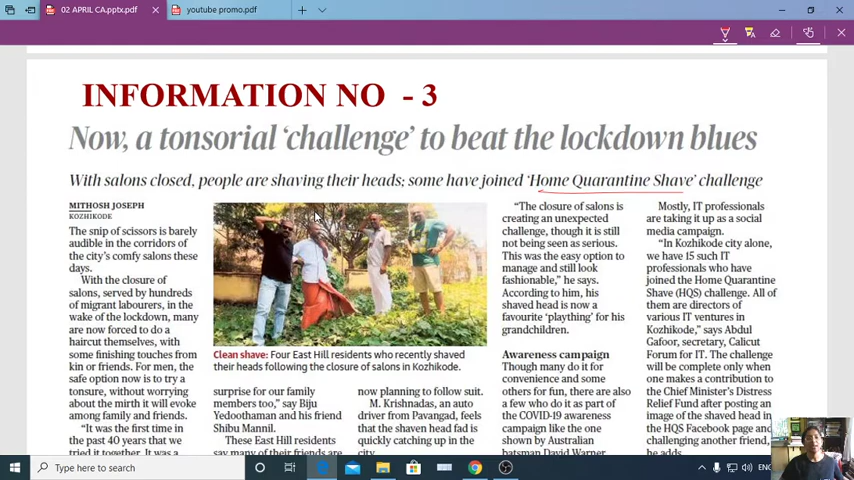 02 APRIL CA.pptx.pdf
youtube promo.pdf
INFORMATION NO - 3
Now, a tonsorial ‘challenge’ to beat the lockdown blues
With salons closed, people are shaving their heads; some have joined ‘Home Quarantine Shave’ challenge
MITHOSH JOSEPH
KOZHIKODE
The snip of scissors is barely
audible in the corridors of
the city's comfy salons these
days.
With the closure of
salons, served by hundreds
of migrant labourers, in the
wake of the lockdown, many
are now forced to do a
haircut themselves, with
some finishing touches from
kin or friends. For men, the
safe option now is to try a
tonsure, without worrying
about the mirth it will evoke
among family and friends.
“It was the first time in
the past 40 years that we
tried it together. It was a
Clean shave: Four East Hill residents who recently shaved
their heads following the closure of salons in Kozhikode.
surprise for our family
members too,” say Biju
Yedoothaman and his friend
Shibu Mannil.
These East Hill residents
say many of their friends are
now planning to follow suit.
M. Krishnadas, an auto
driver from Pavangad, feels
that the shaven head fad is
quickly catching up in the
city.
“The closure of salons is
creating an unexpected
challenge, though it is still
not being seen as serious.
This was the easy option to
manage and still look
fashionable,” he says.
According to him, his
shaved head is now a
favourite ‘plaything’ for his
grandchildren.
Awareness campaign
Though many do it for
convenience and some
others for fun, there are also
a few who do it as part of
the COVID-19 awareness
campaign like the one
shown by Australian
batsman David Warner
Mostly, IT professionals
are taking it up as a social
media campaign.
“In Kozhikode city alone,
we have 15 such IT
professionals who have
joined the Home Quarantine
Shave (HQS) challenge. All of
them are directors of
various IT ventures in
Kozhikode,” says Abdul
Gafoor, secretary, Calicut
Forum for IT. The challenge
will be complete only when
one makes a contribution to
the Chief Minister's Distress
Relief Fund after posting an
image of the shaved head in
the HQS Facebook page and
challenging another friend,
he adds.
Type here to search
ENG